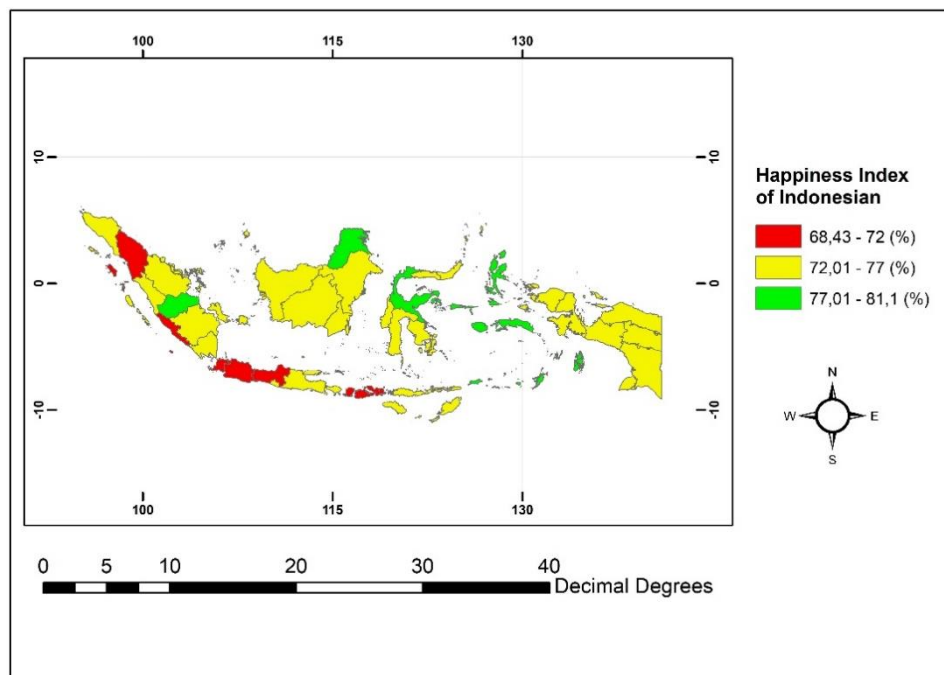 100 115 130
10 10
0 0
-10 -10
100 115 130
Happiness Index
of Indonesian
68,43 - 72 (%)
72,01 - 77 (%)
77,01 - 81,1 (%)
N
W E
S
0 5 10 20 30 40
Decimal Degrees